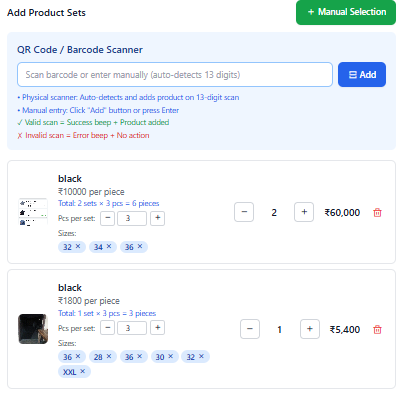 Add Product Sets
+ Manual Selection
QR Code / Barcode Scanner
Scan barcode or enter manually (auto-detects 13 digits)
Add
• Physical scanner: Auto-detects and adds product on 13-digit scan
• Manual entry: Click "Add" button or press Enter
✓ Valid scan = Success beep + Product added
✗ Invalid scan = Error beep + No action
black
₹10000 per piece
Total: 2 sets × 3 pcs = 6 pieces
Pcs per set: − 3 +
Sizes:
32 × 34 × 36 ×
− 2 + ₹60,000
black
₹1800 per piece
Total: 1 set × 3 pcs = 3 pieces
Pcs per set: − 3 +
Sizes:
36 × 28 × 36 × 30 × 32 ×
XXL ×
− 1 + ₹5,400